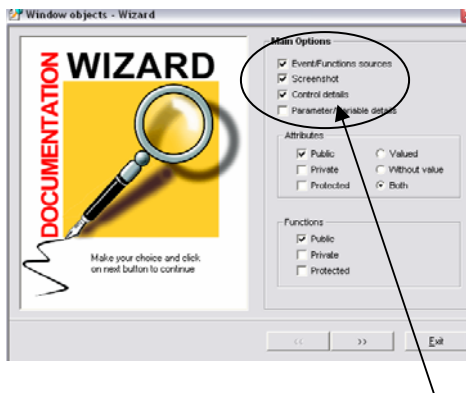 Window objects - Wizard
DOCUMENTATION
WIZARD
Make your choice and click
on next button to continue
Main Options
Event/Functions sources
Screenshot
Control details
Parameter/Variable details
Attributes
Public
Valued
Private
Without value
Protected
Both
Functions
Public
Private
Protected
<<
>>
Exit